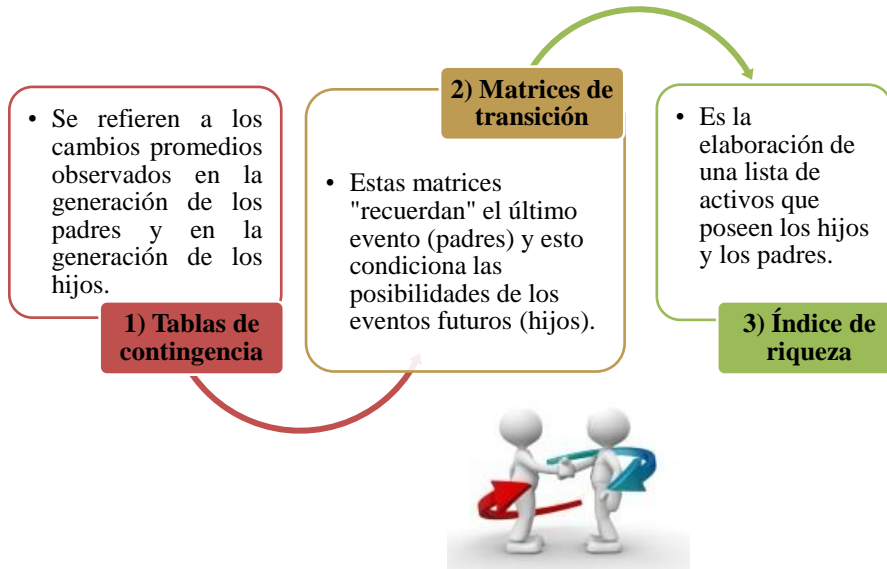 • Se refieren a los
cambios promedios
observados en la
generación de los
padres y en la
generación de los
hijos.
1) Tablas de
contingencia
2) Matrices de
transición
• Estas matrices
"recuerdan" el último
evento (padres) y esto
condiciona las
posibilidades de los
eventos futuros (hijos).
• Es la
elaboración de
una lista de
activos que
poseen los hijos
y los padres.
3) Índice de
riqueza